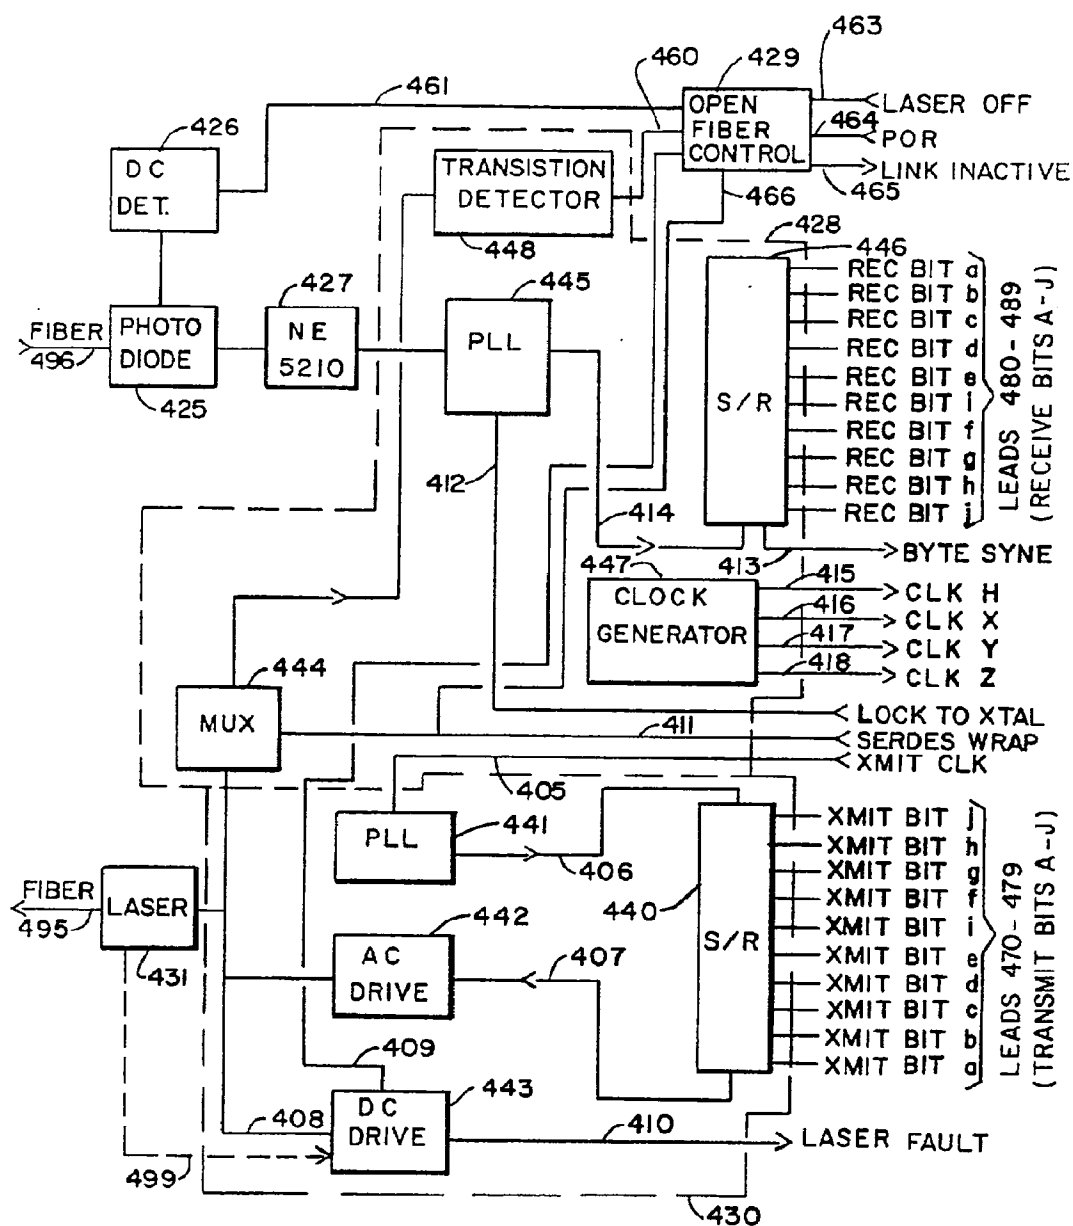 463
429
460
461
OPEN
FIBER
CONTROL
LASER OFF
464
POR
LINK INACTIVE
465
466
426
DC
DET.
TRANSISTION
DETECTOR
448
428
446
427
445
FIBER
496
PHOTO
DIODE
425
NE
5210
PLL
S/R
REC BIT a
REC BIT b
REC BIT c
REC BIT d
REC BIT e
REC BIT i
REC BIT f
REC BIT g
REC BIT h
REC BIT j
LEADS 480-489
(RECEIVE BITS A-J)
412
414
413
BYTE SYNE
447
CLOCK
GENERATOR
415
CLK H
416
CLK X
417
CLK Y
418
CLK Z
444
MUX
LOCK TO XTAL
411
SERDES WRAP
XMIT CLK
405
441
PLL
406
440
S/R
XMIT BIT j
XMIT BIT h
XMIT BIT g
XMIT BIT f
XMIT BIT i
XMIT BIT e
XMIT BIT d
XMIT BIT c
XMIT BIT b
XMIT BIT a
LEADS 470-479
(TRANSMIT BITS A-J)
FIBER
495
LASER
431
442
AC
DRIVE
407
409
443
DC
DRIVE
408
410
LASER FAULT
499
430